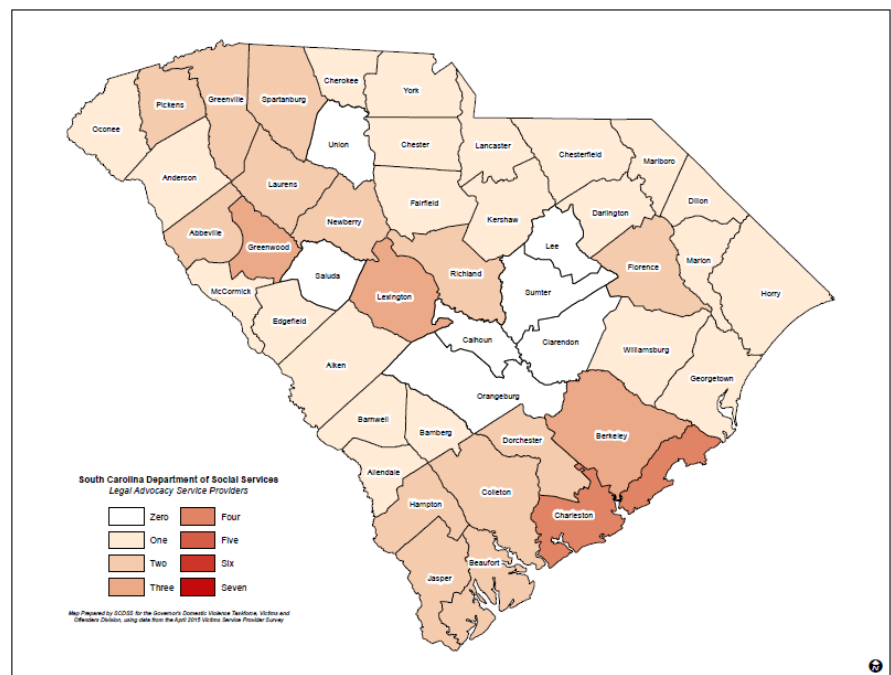 Cherokee
York
Greenville
Spartanburg
Pickens
Oconee
Union
Chester
Lancaster
Chesterfield
Marlboro
Anderson
Laurens
Dillon
Fairfield
Kershaw
Darlington
Newberry
Abbeville
Greenwood
Lee
Marion
Saluda
Richland
Florence
McCormick
Lexington
Sumter
Horry
Edgefield
Calhoun
Clarendon
Williamsburg
Aiken
Georgetown
Orangeburg
Barnwell
Bamberg
Dorchester
Berkeley
Allendale
Colleton
Hampton
Charleston
Beaufort
Jasper
South Carolina Department of Social Services
Legal Advocacy Service Providers
Zero Four
One Five
Two Six
Three Seven
Map Prepared by SCDSS for the Governor's Domestic Violence Taskforce, Victims and
Offenders Division, using data from the April 2015 Victims Service Provider Survey